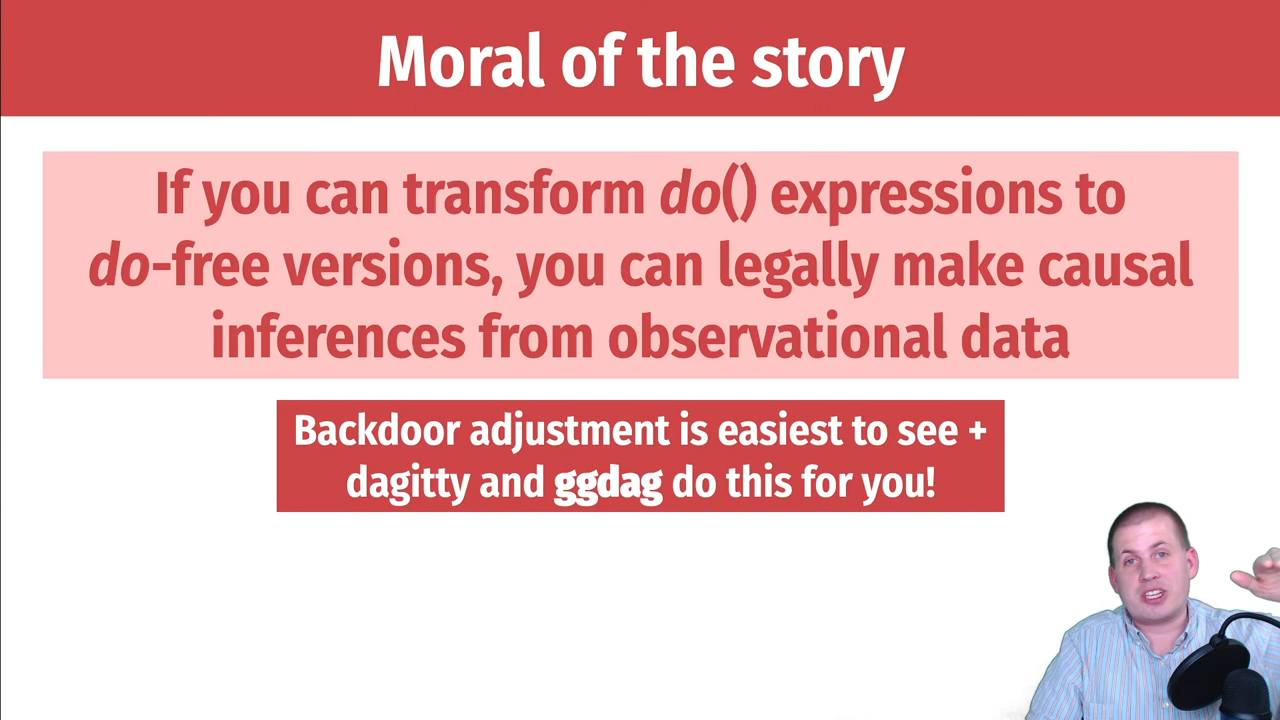 Moral of the story
If you can transform do() expressions to
do-free versions, you can legally make causal
inferences from observational data
Backdoor adjustment is easiest to see +
dagitty and ggdag do this for you!